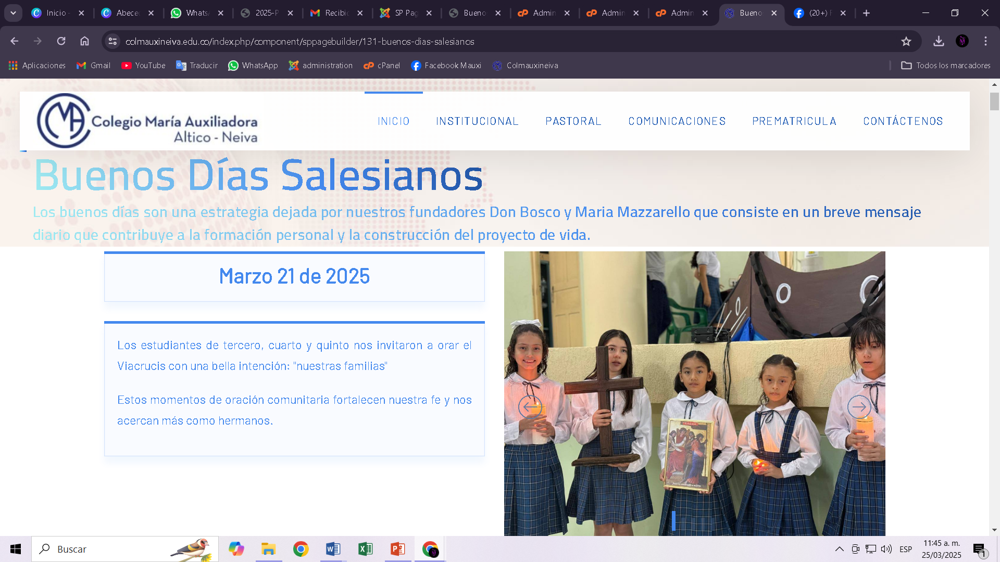 Inicio -
Abece
Whats
2025-P
Recibi
SP Pag
Bueno
Admin
Admin
Admin
Bueno
(20+)
colmauxineiva.edu.co/index.php/component/sppagebuilder/131-buenos-dias-salesianos
Aplicaciones
Gmail
YouTube
Traducir
WhatsApp
administration
cPanel
Facebook Mauxi
Colmauxineiva
Todos los marcadores
Colegio María Auxiliadora
Altico - Neiva
INICIO
INSTITUCIONAL
PASTORAL
COMUNICACIONES
PREMATRICULA
CONTÁCTENOS
Buenos Días Salesianos
Los buenos días son una estrategia dejada por nuestros fundadores Don Bosco y Maria Mazzarello que consiste en un breve mensaje
diario que contribuye a la formación personal y la construcción del proyecto de vida.
Marzo 21 de 2025
Los estudiantes de tercero, cuarto y quinto nos invitaron a orar el
Viacrucis con una bella intención: "nuestras familias"
Estos momentos de oración comunitaria fortalecen nuestra fe y nos
acercan más como hermanos.
Buscar
ESP
11:45 a. m.
25/03/2025
1